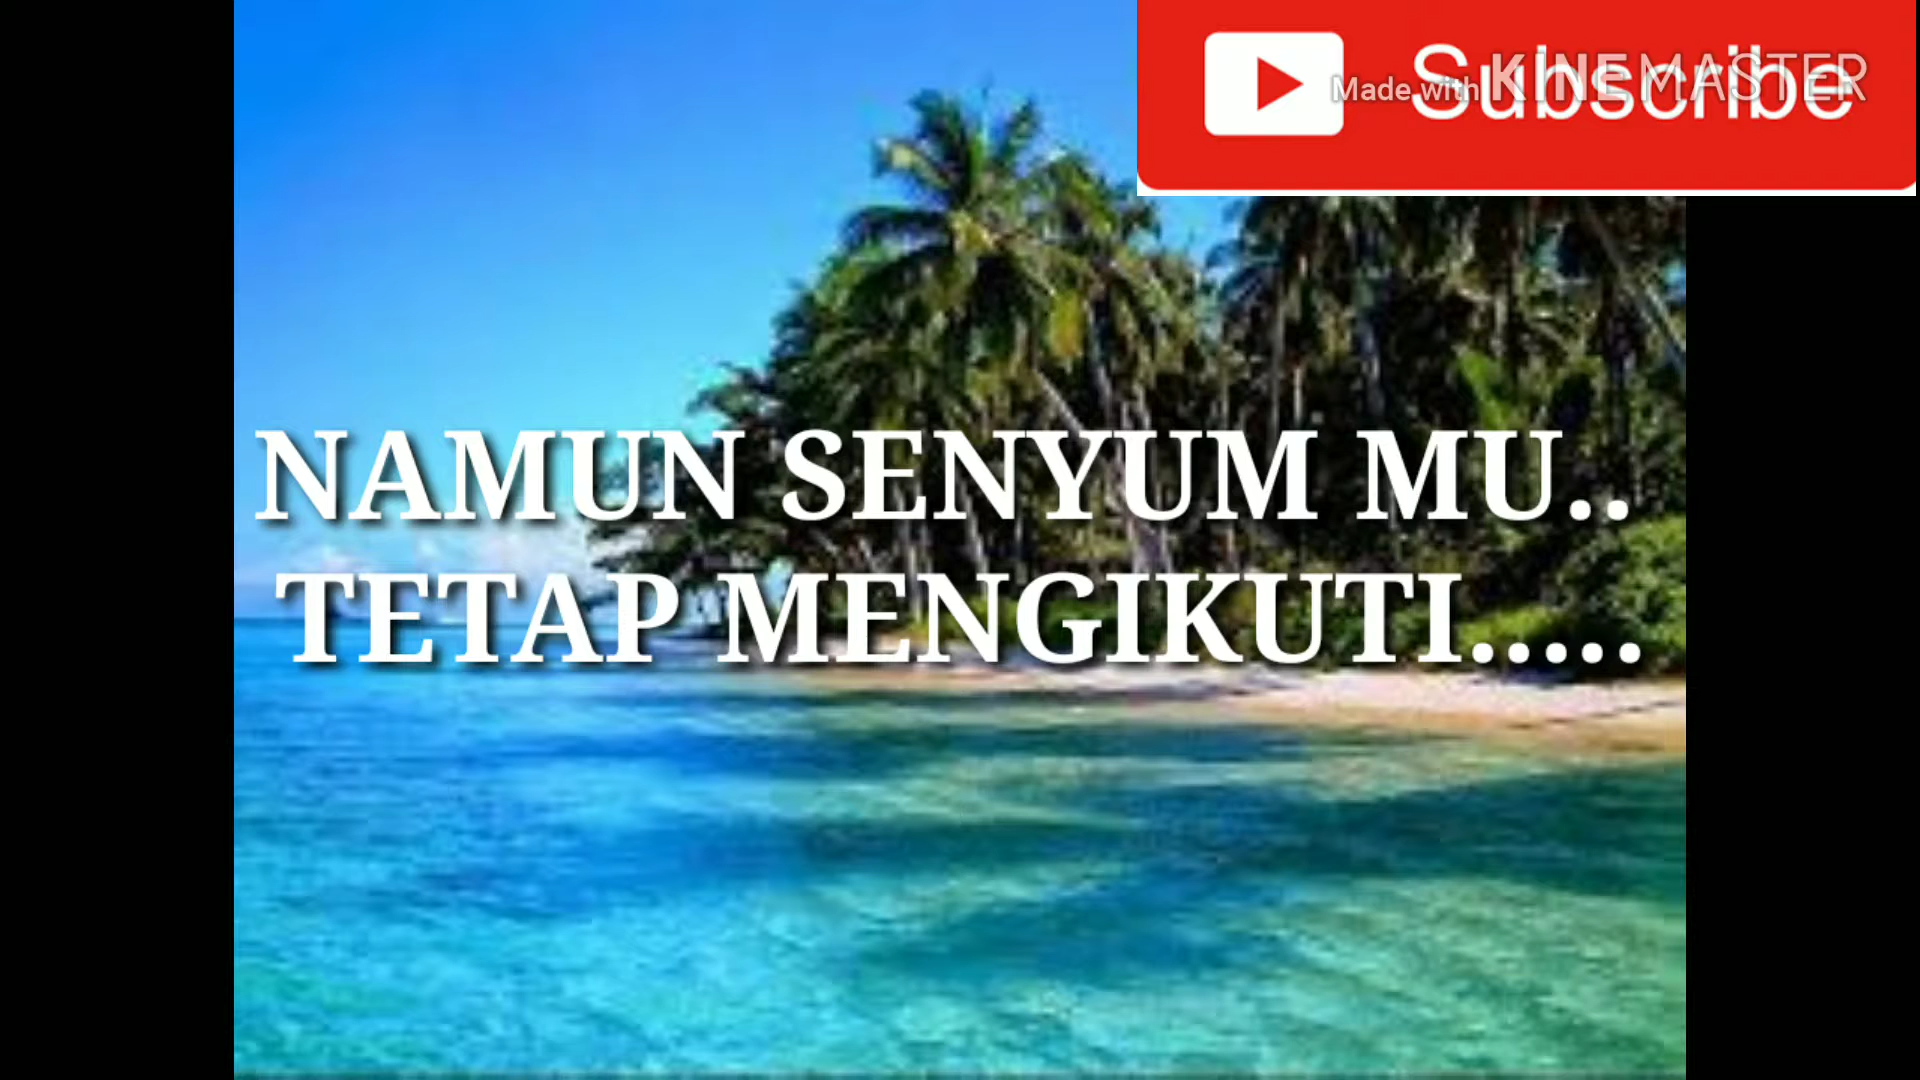 Subscribe
Made with KINEMASTER
NAMUN SENYUM MU..
TETAP MENGIKUTI.....